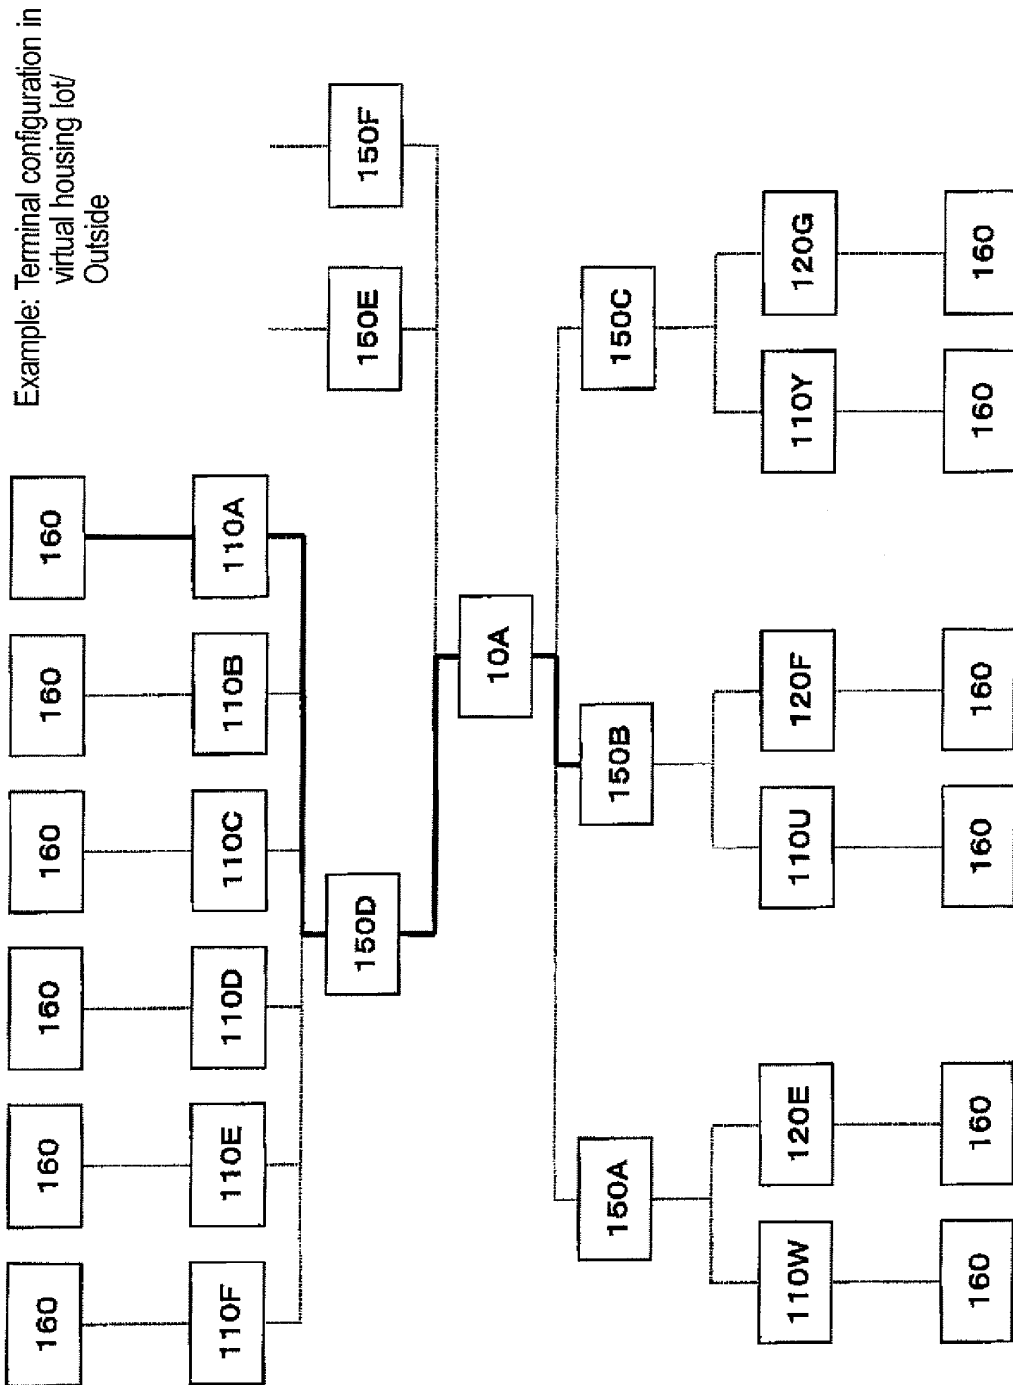 Example: Terminal configuration in
virtual housing lot/
Outside
160 160 160 160 160 160
110F 110E 110D 110C 110B 110A
150D 150E 150F
10A
150A 150B 150C
110W 120E 110U 120F 110Y 120G
160 160 160 160 160 160